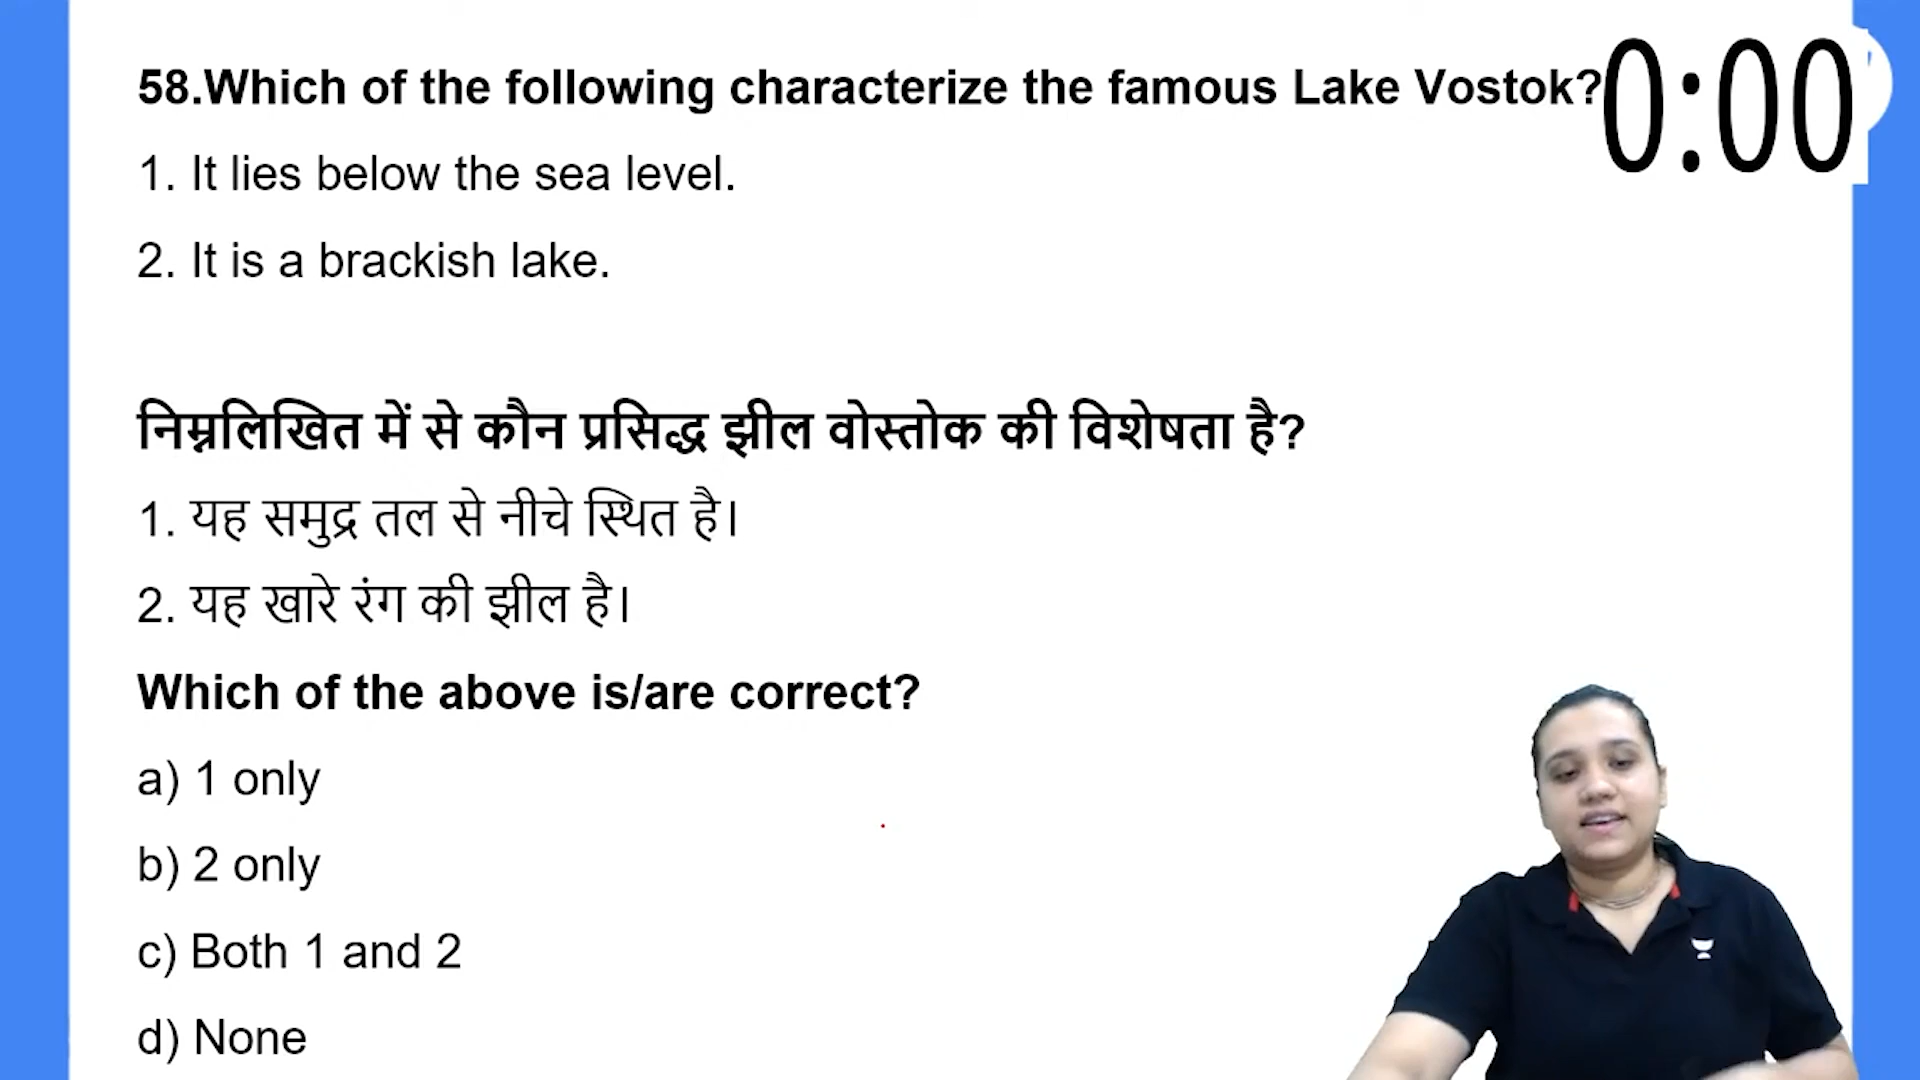 58.Which of the following characterize the famous Lake Vostok?
0:00
1. It lies below the sea level.
2. It is a brackish lake.
निम्नलिखित में से कौन प्रसिद्ध झील वोस्तोक की विशेषता है?
1. यह समुद्र तल से नीचे स्थित है।
2. यह खारे रंग की झील है।
Which of the above is/are correct?
a) 1 only
b) 2 only
c) Both 1 and 2
d) None